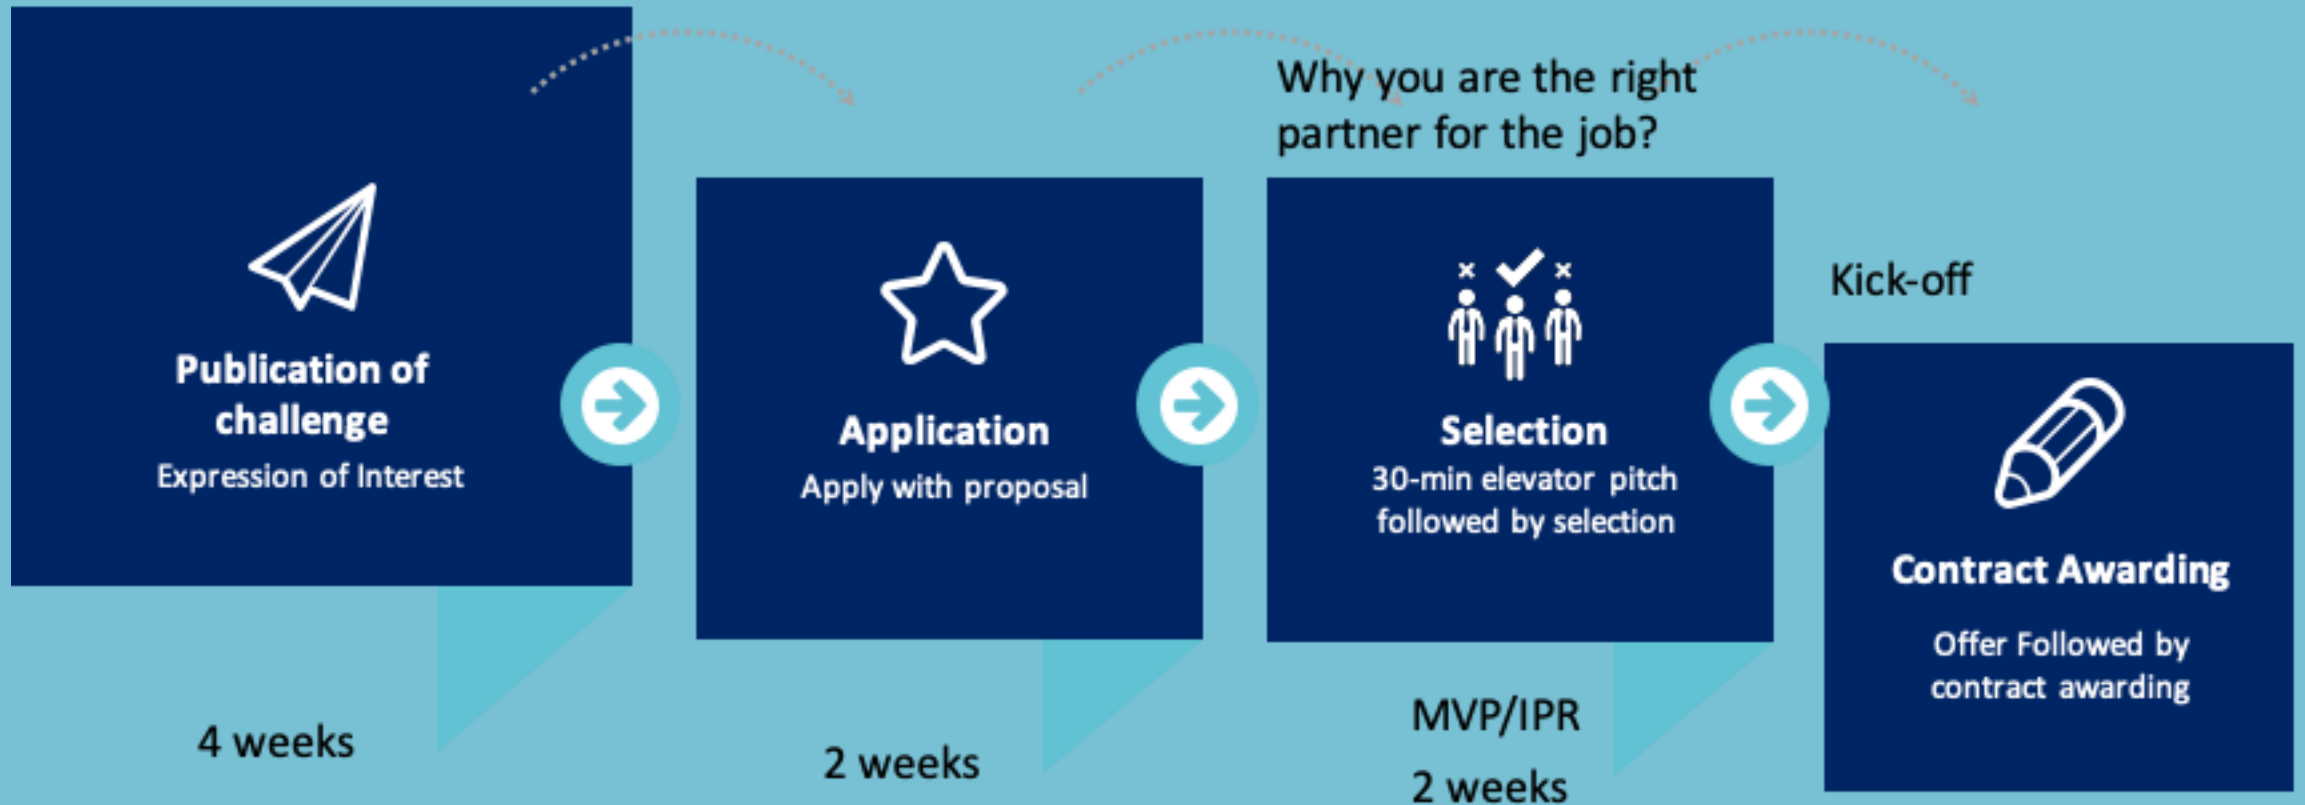 Publication of
challenge
Expression of Interest
4 weeks
Application
Apply with proposal
2 weeks
Why you are the right
partner for the job?
Selection
30-min elevator pitch
followed by selection
MVP/IPR
2 weeks
Kick-off
Contract Awarding
Offer Followed by
contract awarding